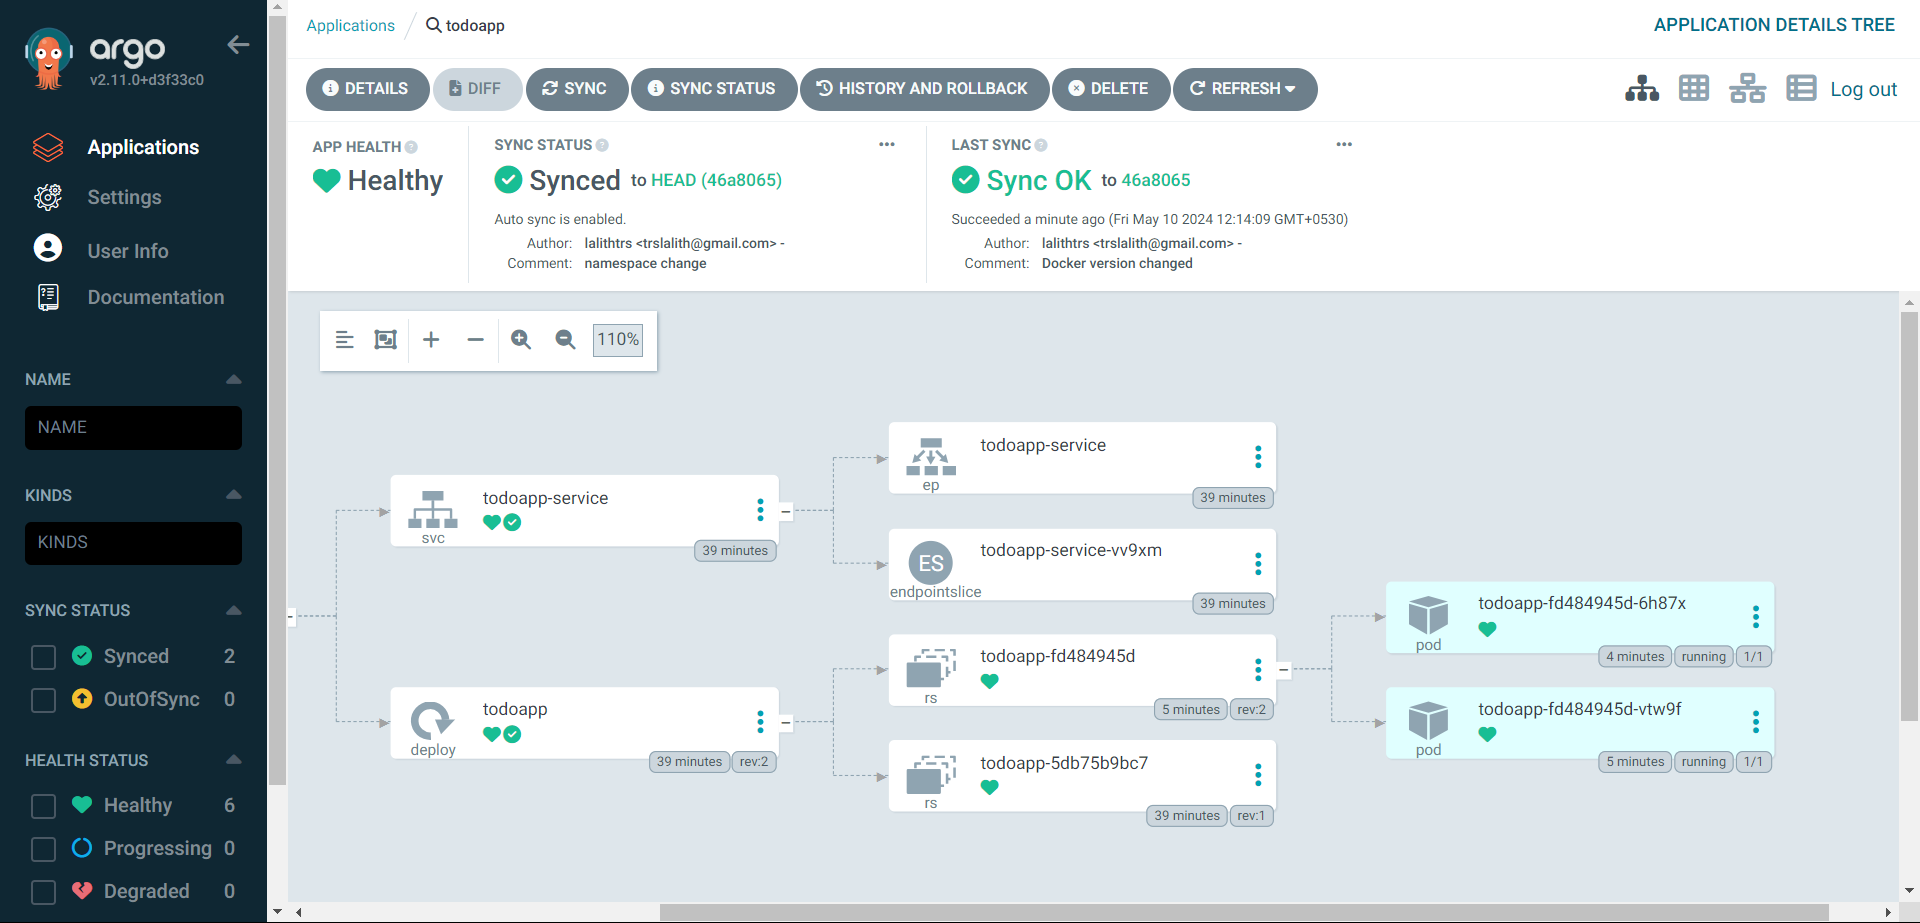 argo
v2.11.0+d3f33c0
Applications
Settings
User Info
Documentation
NAME
NAME
KINDS
KINDS
SYNC STATUS
Synced 2
OutOfSync 0
HEALTH STATUS
Healthy 6
Progressing 0
Degraded 0
Applications / todoapp
APPLICATION DETAILS TREE
DETAILS DIFF SYNC SYNC STATUS HISTORY AND ROLLBACK DELETE REFRESH
Log out
APP HEALTH
Healthy
SYNC STATUS
Synced to HEAD (46a8065)
Auto sync is enabled.
Author: lalithtrs <trslalith@gmail.com> -
Comment: namespace change
LAST SYNC
Sync OK to 46a8065
Succeeded a minute ago (Fri May 10 2024 12:14:09 GMT+0530)
Author: lalithtrs <trslalith@gmail.com> -
Comment: Docker version changed
110%
todoapp-service
svc
39 minutes
todoapp
deploy
39 minutes rev:2
todoapp-service
ep
39 minutes
ES
todoapp-service-vv9xm
endpointslice
39 minutes
todoapp-fd484945d
rs
5 minutes rev:2
todoapp-5db75b9bc7
rs
39 minutes rev:1
todoapp-fd484945d-6h87x
pod
4 minutes running 1/1
todoapp-fd484945d-vtw9f
pod
5 minutes running 1/1